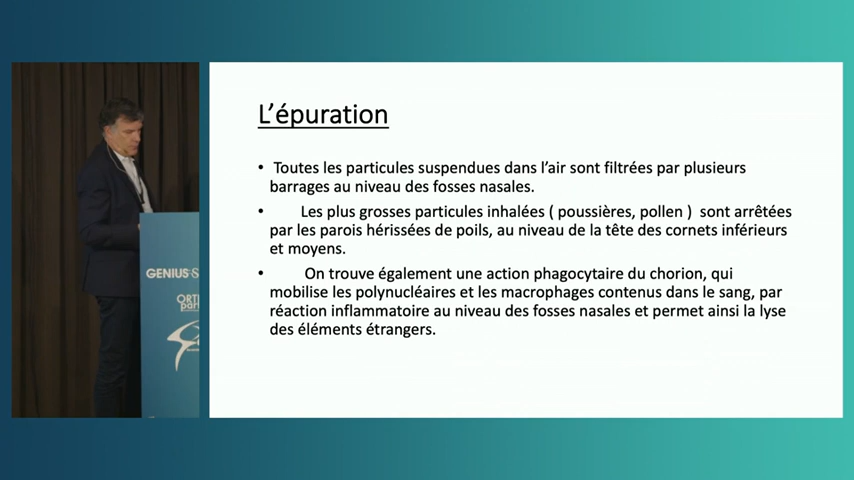 L'épuration
• Toutes les particules suspendues dans l'air sont filtrées par plusieurs
barrages au niveau des fosses nasales.
• Les plus grosses particules inhalées ( poussières, pollen ) sont arrêtées
par les parois hérissées de poils, au niveau de la tête des cornets inférieurs
et moyens.
• On trouve également une action phagocytaire du chorion, qui
mobilise les polynucléaires et les macrophages contenus dans le sang, par
réaction inflammatoire au niveau des fosses nasales et permet ainsi la lyse
des éléments étrangers.
GENIUS